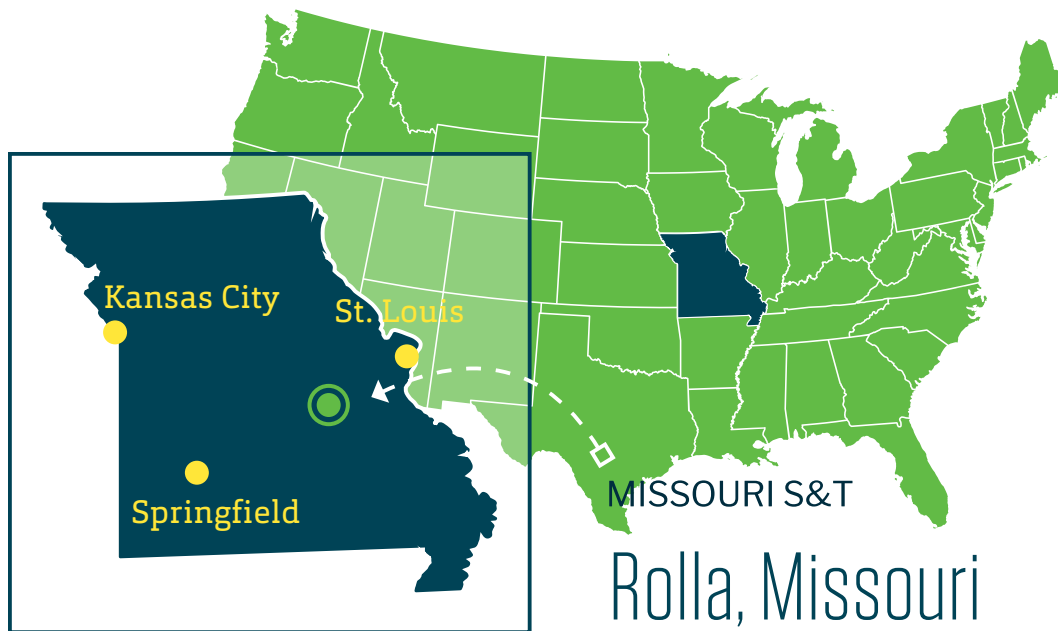 Kansas City
St. Louis
Springfield
MISSOURI S&T
Rolla, Missouri